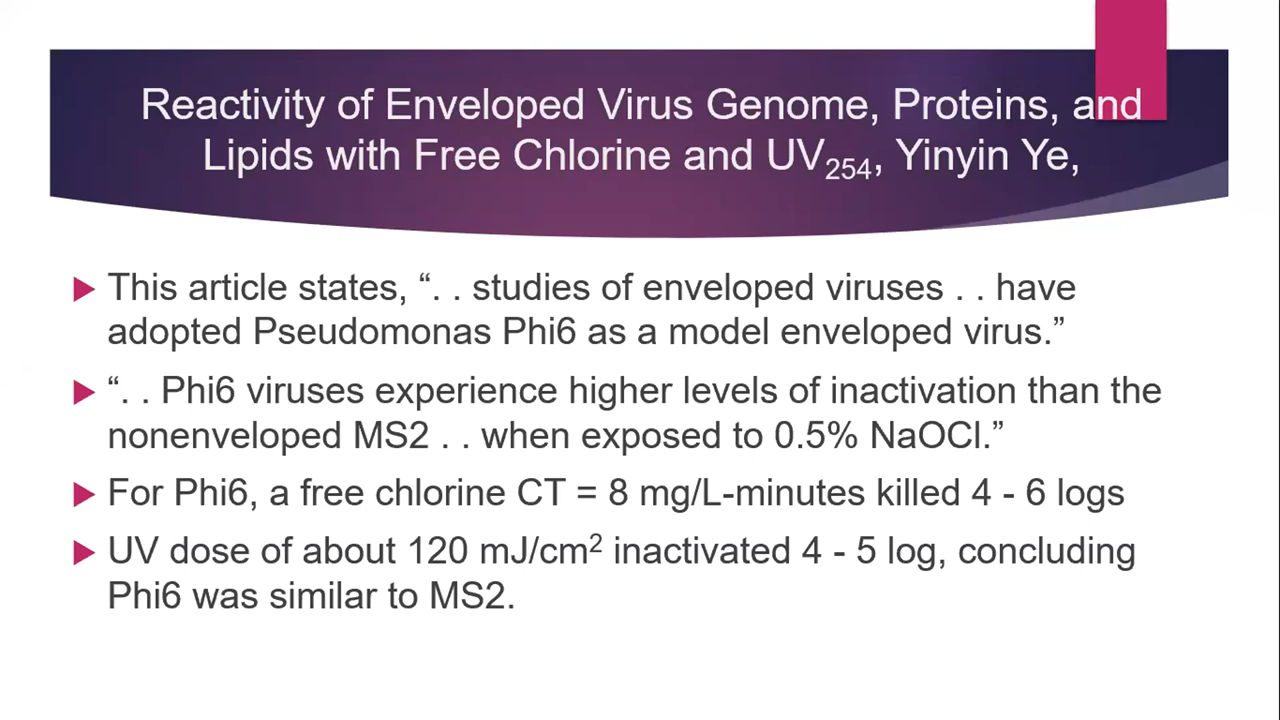 Reactivity of Enveloped Virus Genome, Proteins, and
Lipids with Free Chlorine and UV₂₅₄, Yinyin Ye,
This article states, “. . studies of enveloped viruses . . have
adopted Pseudomonas Phi6 as a model enveloped virus.”
“. . Phi6 viruses experience higher levels of inactivation than the
nonenveloped MS2 . . when exposed to 0.5% NaOCl.”
For Phi6, a free chlorine CT = 8 mg/L-minutes killed 4 - 6 logs
UV dose of about 120 mJ/cm² inactivated 4 - 5 log, concluding
Phi6 was similar to MS2.